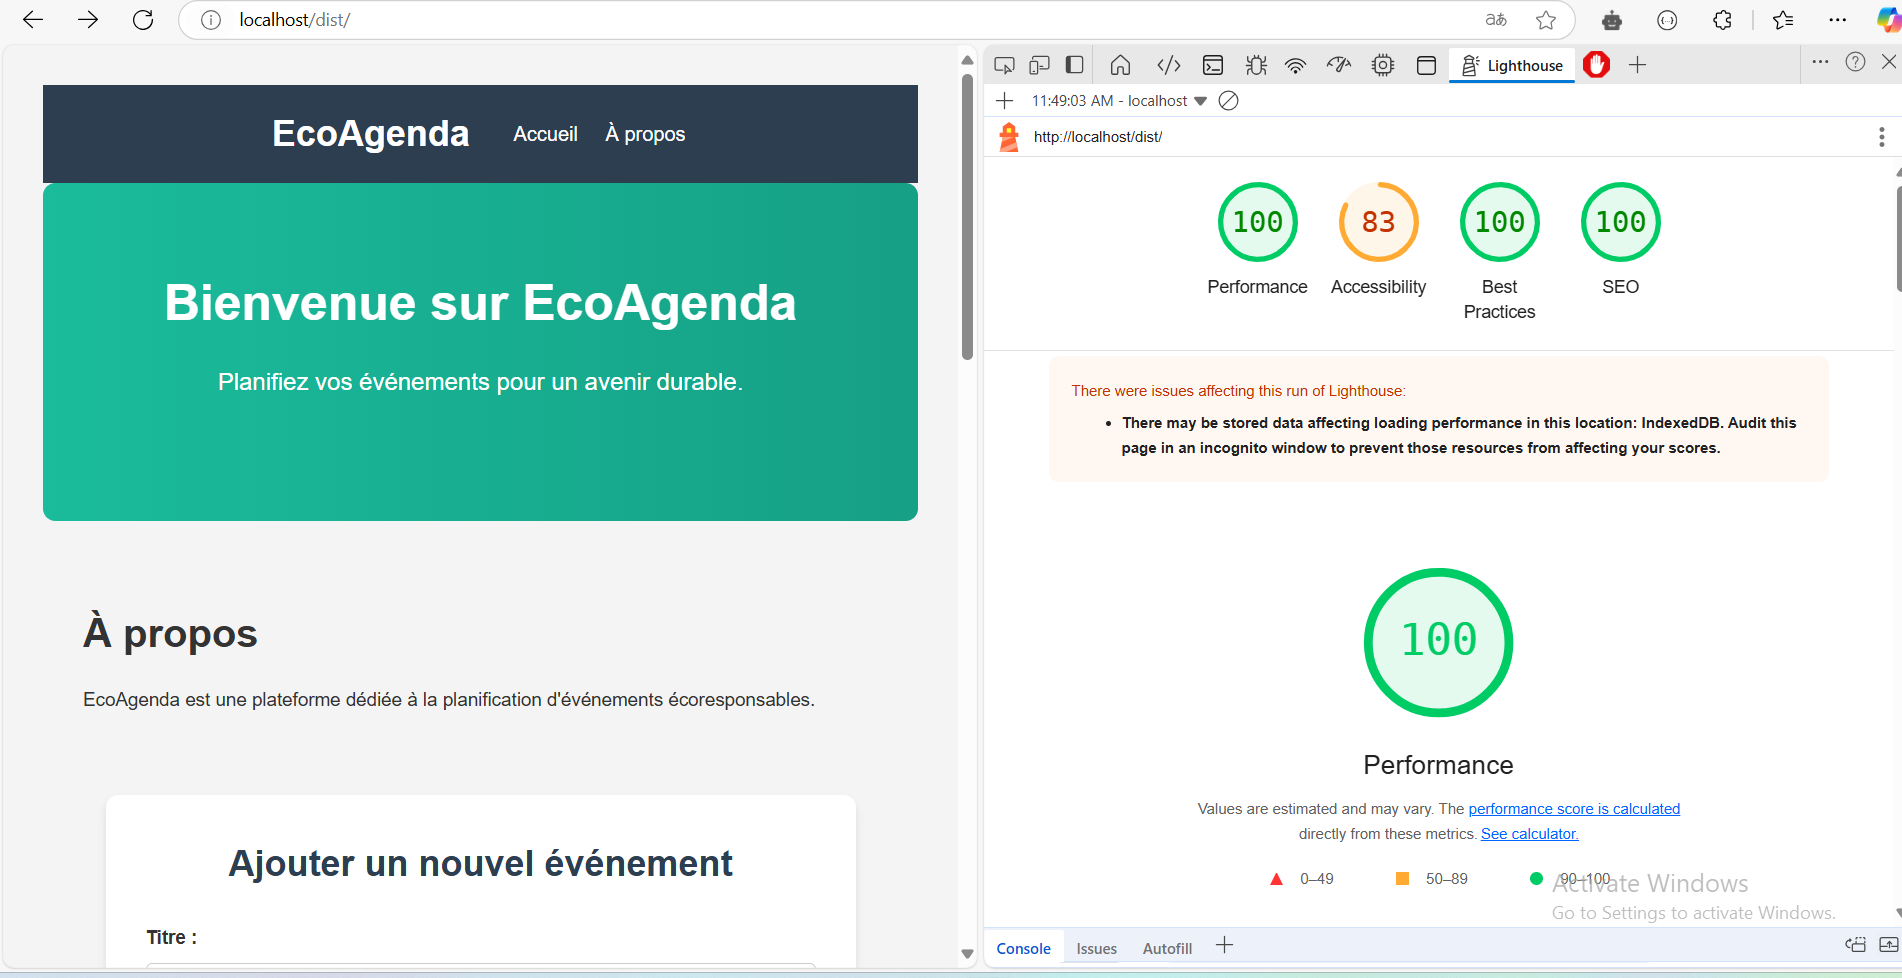 localhost/dist/
EcoAgenda
Accueil
À propos
Bienvenue sur EcoAgenda
Planifiez vos événements pour un avenir durable.
À propos
EcoAgenda est une plateforme dédiée à la planification d'événements écoresponsables.
Ajouter un nouvel événement
Titre :
Lighthouse
11:49:03 AM - localhost
http://localhost/dist/
100
Performance
83
Accessibility
100
Best
Practices
100
SEO
There were issues affecting this run of Lighthouse:
There may be stored data affecting loading performance in this location: IndexedDB. Audit this
page in an incognito window to prevent those resources from affecting your scores.
100
Performance
Values are estimated and may vary. The performance score is calculated
directly from these metrics. See calculator.
0–49
50–89
90–100
Activate Windows
Go to Settings to activate Windows.
Console
Issues
Autofill